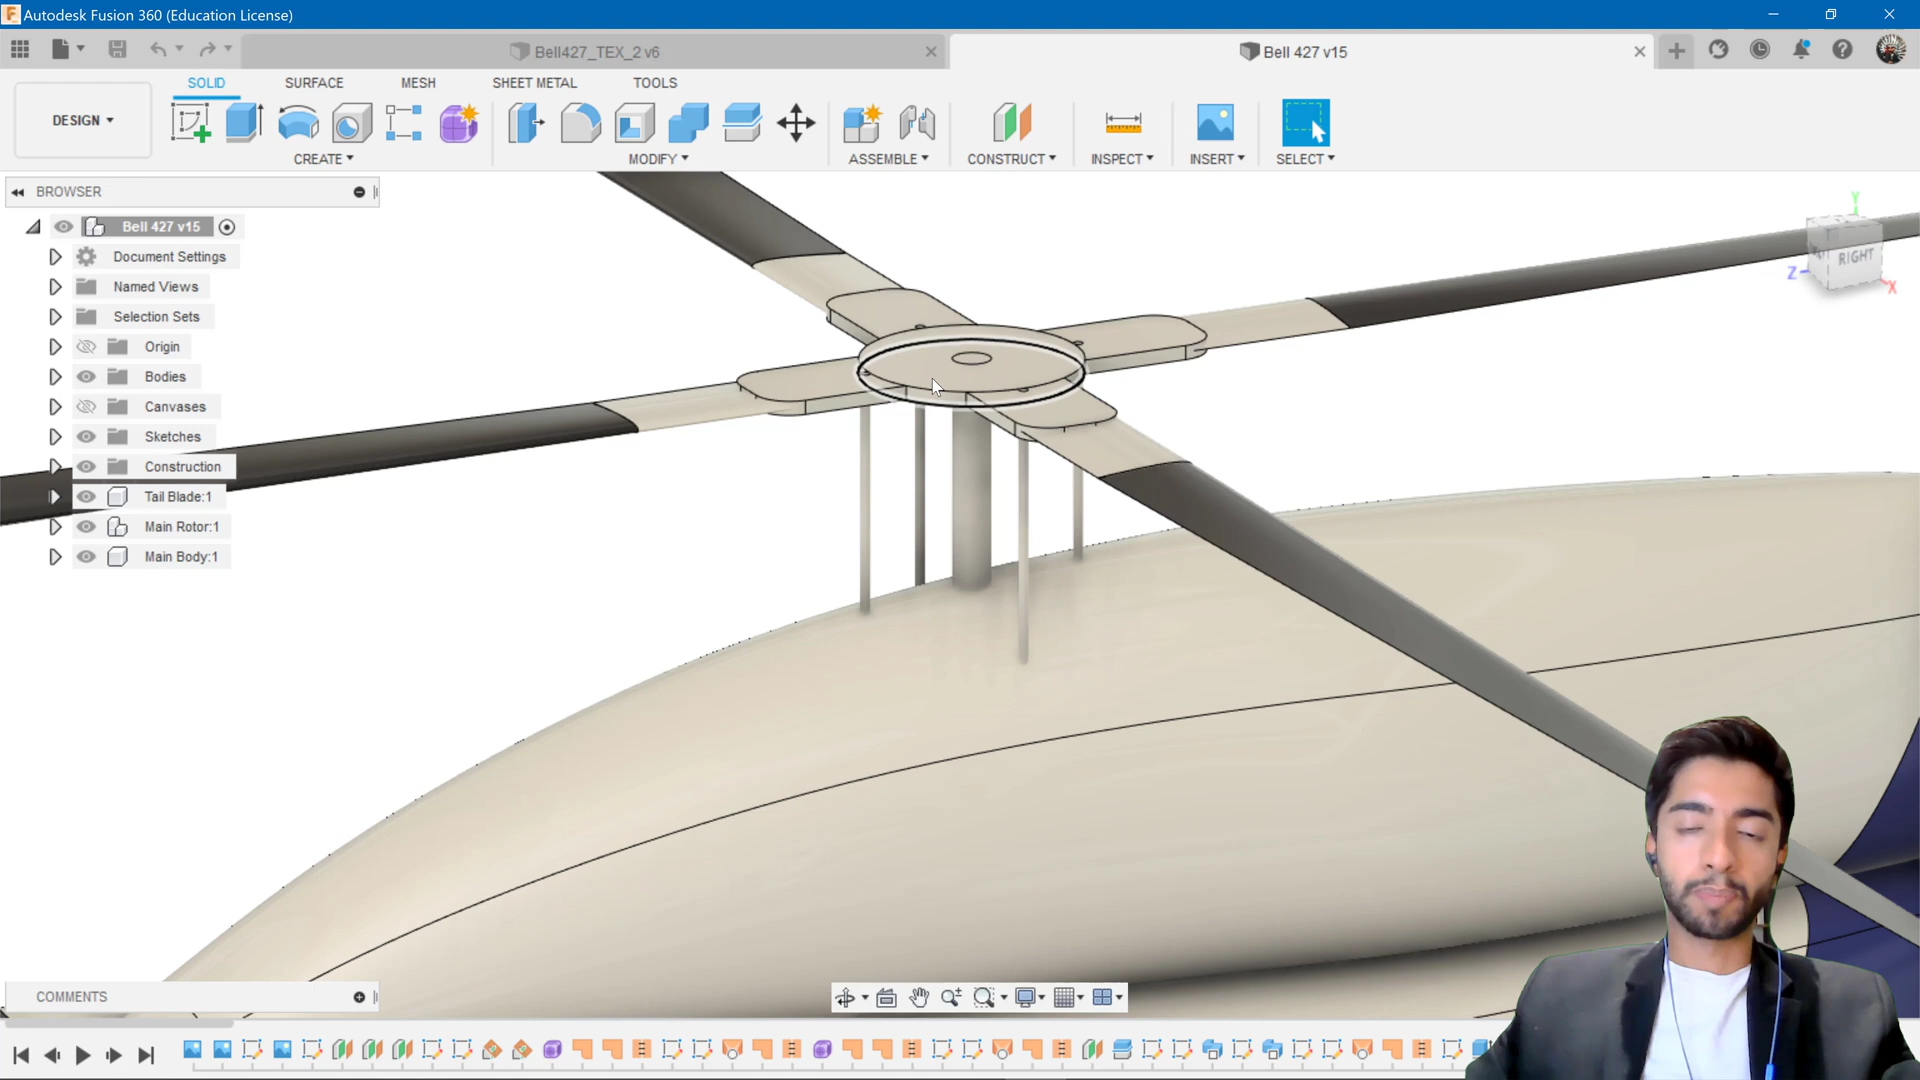 Autodesk Fusion 360 (Education License)
Bell427_TEX_2 v6
Bell 427 v15
DESIGN
SOLID
SURFACE
MESH
SHEET METAL
TOOLS
CREATE
MODIFY
ASSEMBLE
CONSTRUCT
INSPECT
INSERT
SELECT
BROWSER
Bell 427 v15
Document Settings
Named Views
Selection Sets
Origin
Bodies
Canvases
Sketches
Construction
Tail Blade:1
Main Rotor:1
Main Body:1
Y
RIGHT
Z
X
COMMENTS